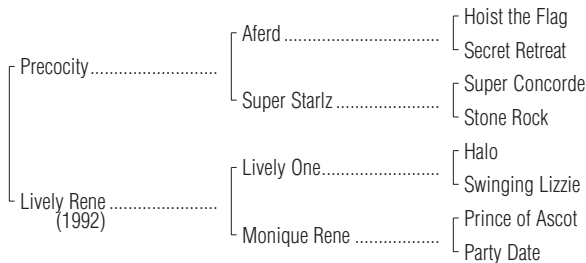 Hoist the Flag
Aferd
Secret Retreat
Precocity
Super Concorde
Super Starlz
Stone Rock
Halo
Lively One
Swinging Lizzie
Lively Rene
(1992)
Prince of Ascot
Monique Rene
Party Date